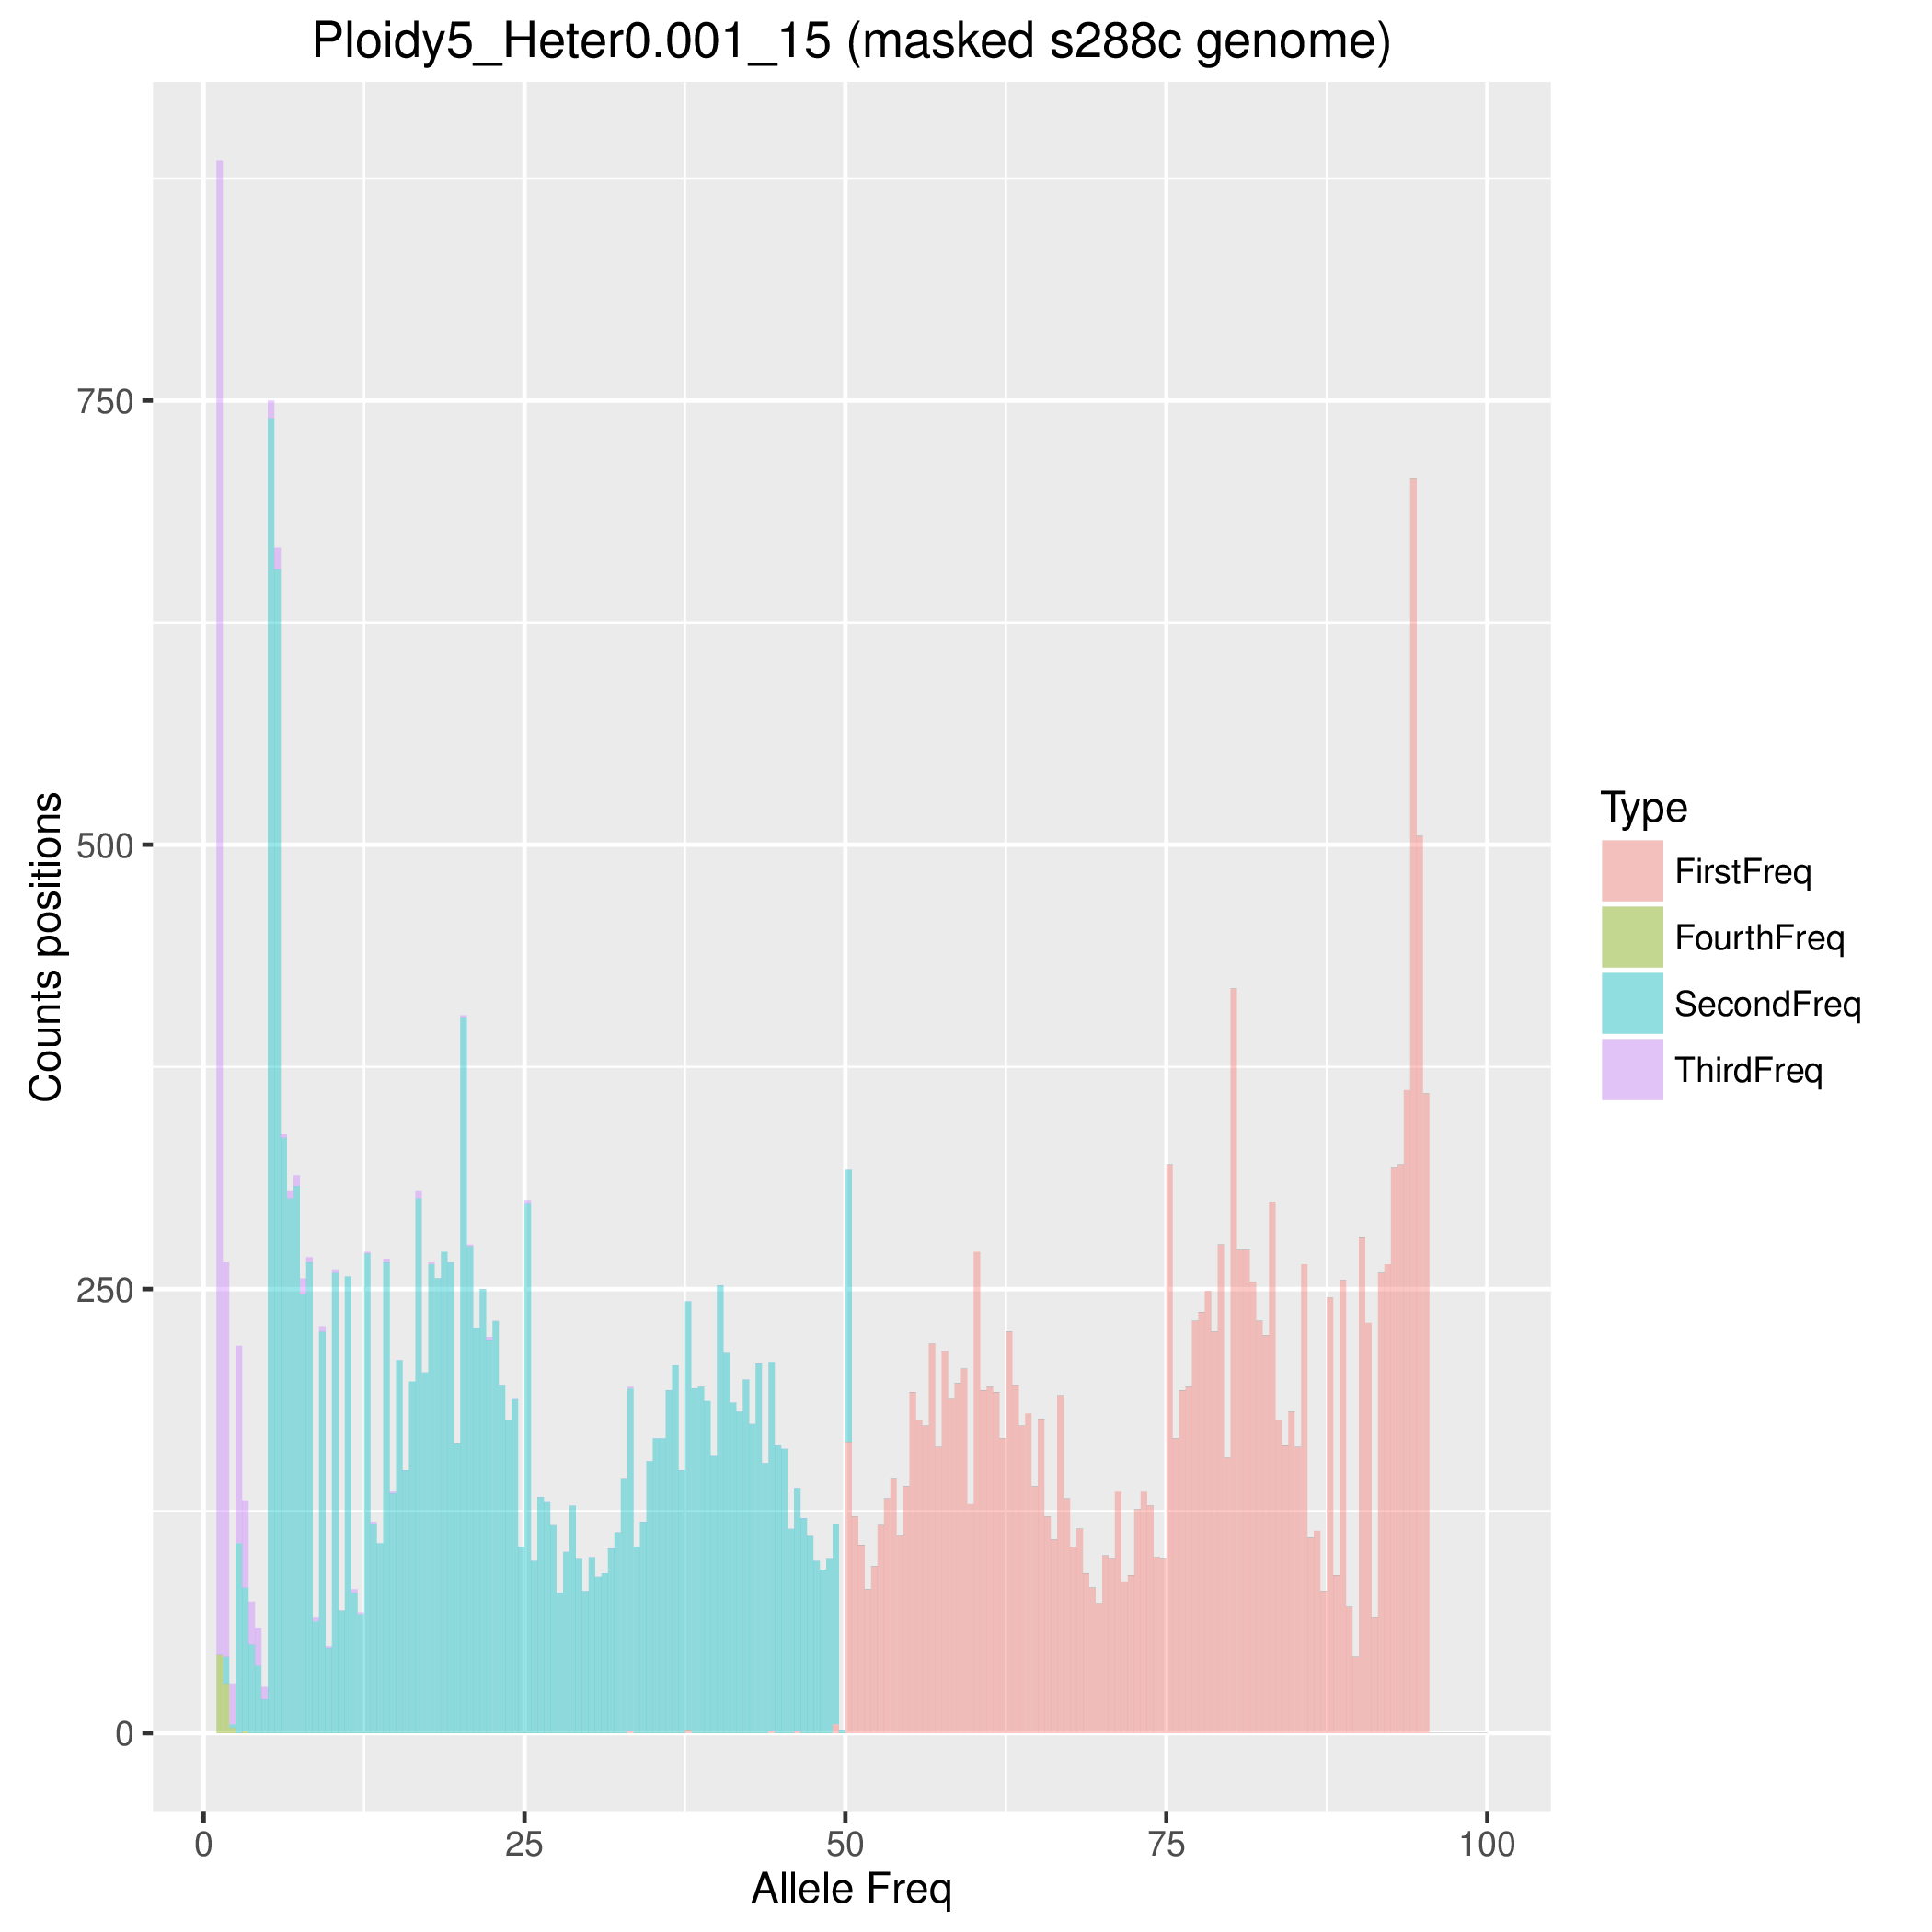 Ploidy5_Heter0.001_15 (masked s288c genome)
Counts positions
750
500
250
0
0 25 50 75 100
Allele Freq
Type
FirstFreq
FourthFreq
SecondFreq
ThirdFreq